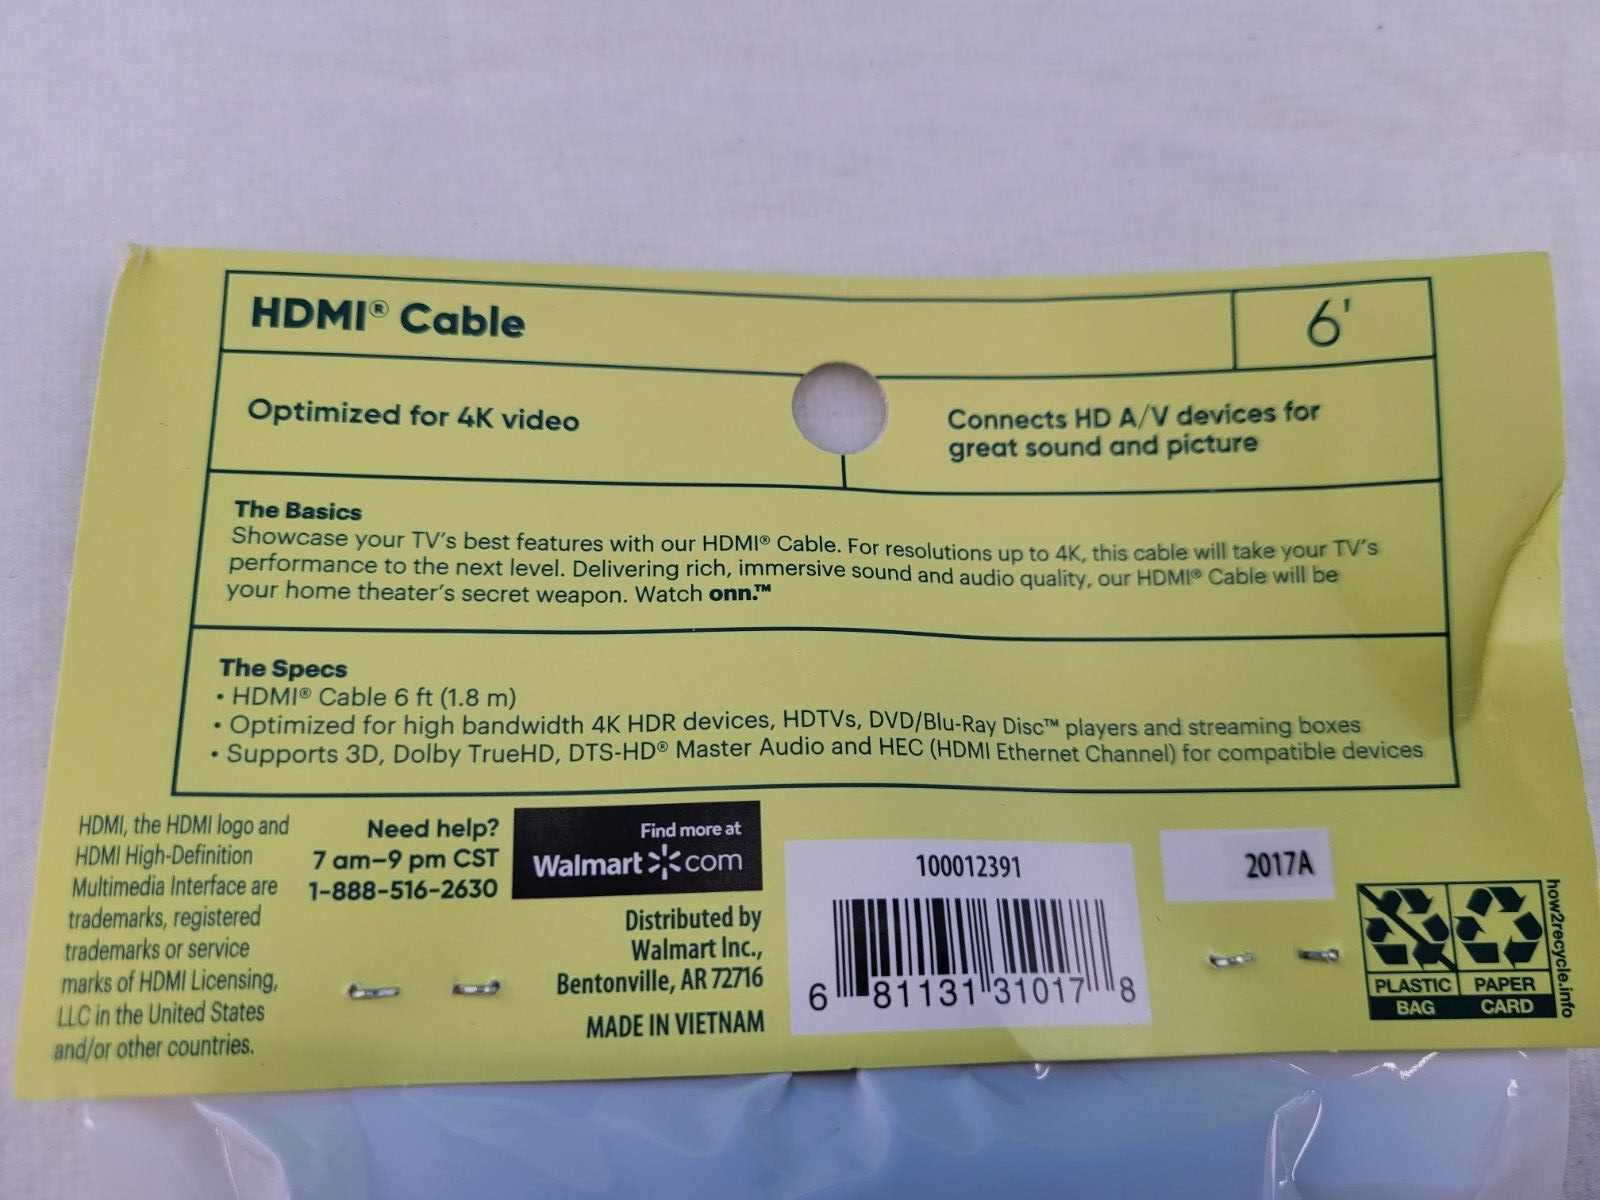 HDMI® Cable
6'
Optimized for 4K video
Connects HD A/V devices for
great sound and picture
The Basics
Showcase your TV's best features with our HDMI® Cable. For resolutions up to 4K, this cable will take your TV's
performance to the next level. Delivering rich, immersive sound and audio quality, our HDMI® Cable will be
your home theater's secret weapon. Watch onn.™
The Specs
• HDMI® Cable 6 ft (1.8 m)
• Optimized for high bandwidth 4K HDR devices, HDTVs, DVD/Blu-Ray Disc™ players and streaming boxes
• Supports 3D, Dolby TrueHD, DTS-HD® Master Audio and HEC (HDMI Ethernet Channel) for compatible devices
HDMI, the HDMI logo and
HDMI High-Definition
Multimedia Interface are
trademarks, registered
trademarks or service
marks of HDMI Licensing,
LLC in the United States
and/or other countries.
Need help?
7 am–9 pm CST
1-888-516-2630
Find more at
Walmart com
Distributed by
Walmart Inc.,
Bentonville, AR 72716
MADE IN VIETNAM
100012391
6 81131 31017 8
2017A
PLASTIC
BAG
PAPER
CARD
how2recycle.info